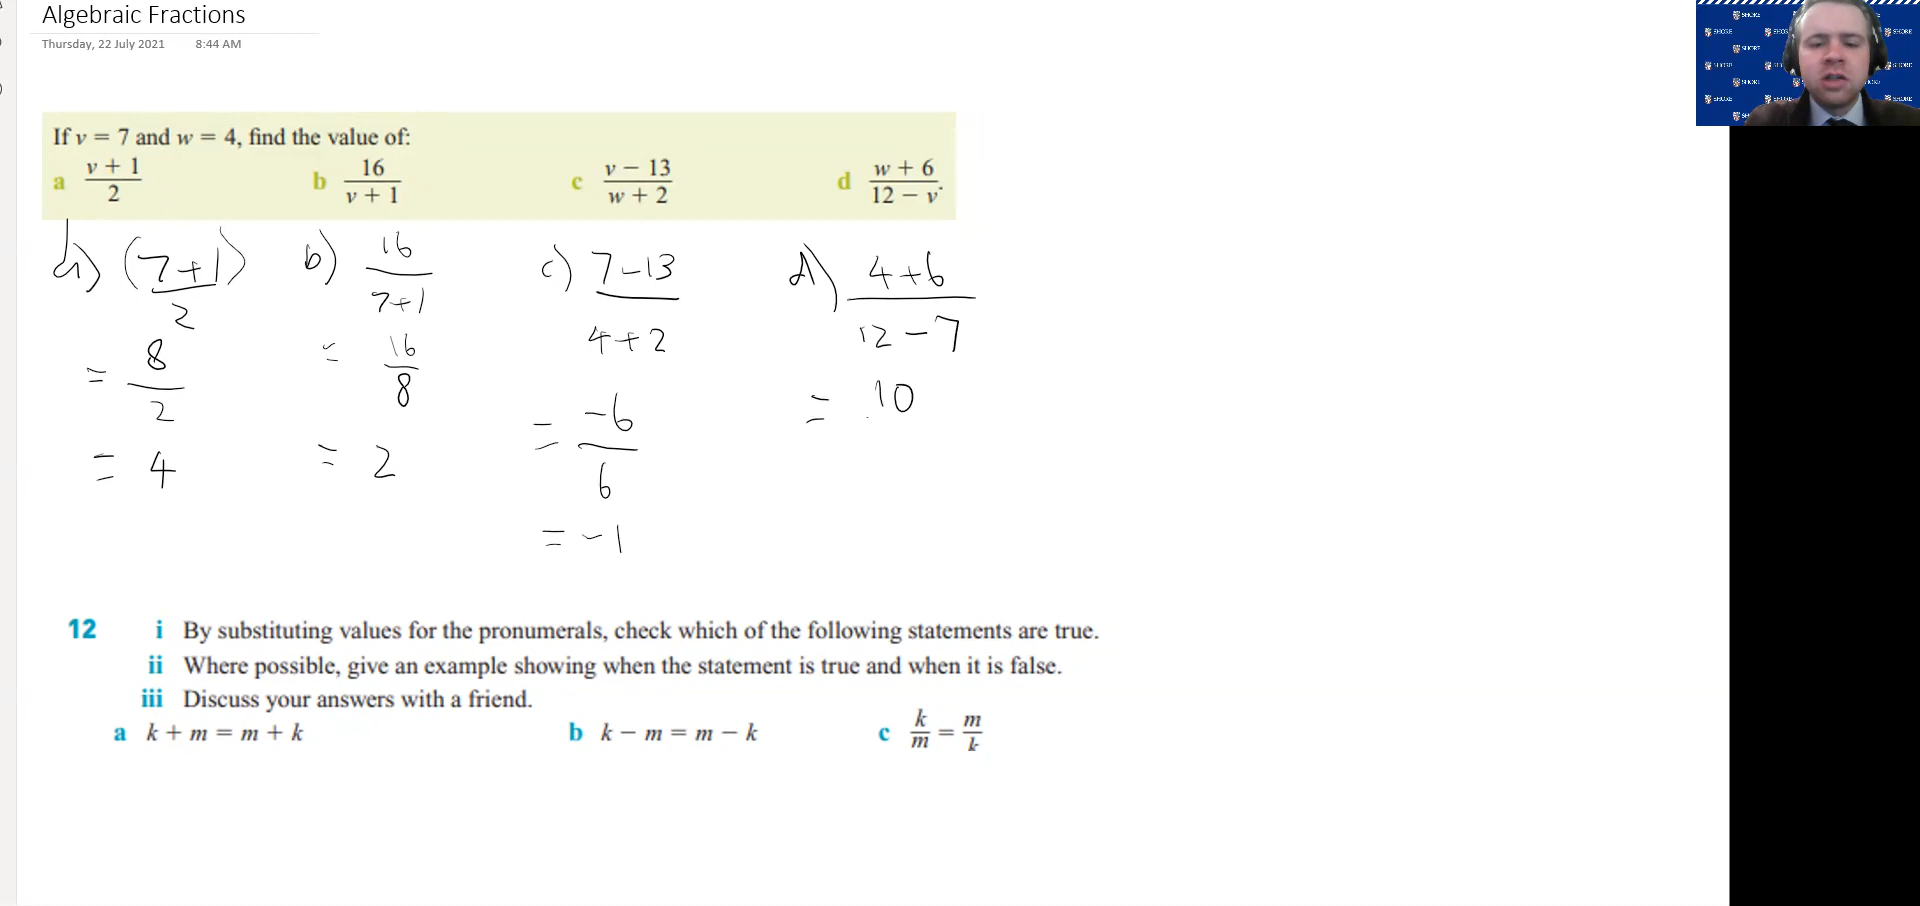 Algebraic Fractions
Thursday, 22 July 2021 8:44 AM
If v = 7 and w = 4, find the value of:
a (v + 1)/2 b 16/(v + 1) c (v − 13)/(w + 2) d (w + 6)/(12 − v).
a) (7+1)/2 b) 16/(7+1) c) (7−13)/(4+2) d) (4+6)/(12−7)
= 8/2 = 16/8 = −6/6 = 10
= 4 = 2 = −1
12 i By substituting values for the pronumerals, check which of the following statements are true.
ii Where possible, give an example showing when the statement is true and when it is false.
iii Discuss your answers with a friend.
a k + m = m + k b k − m = m − k c k/m = m/k
SHORE